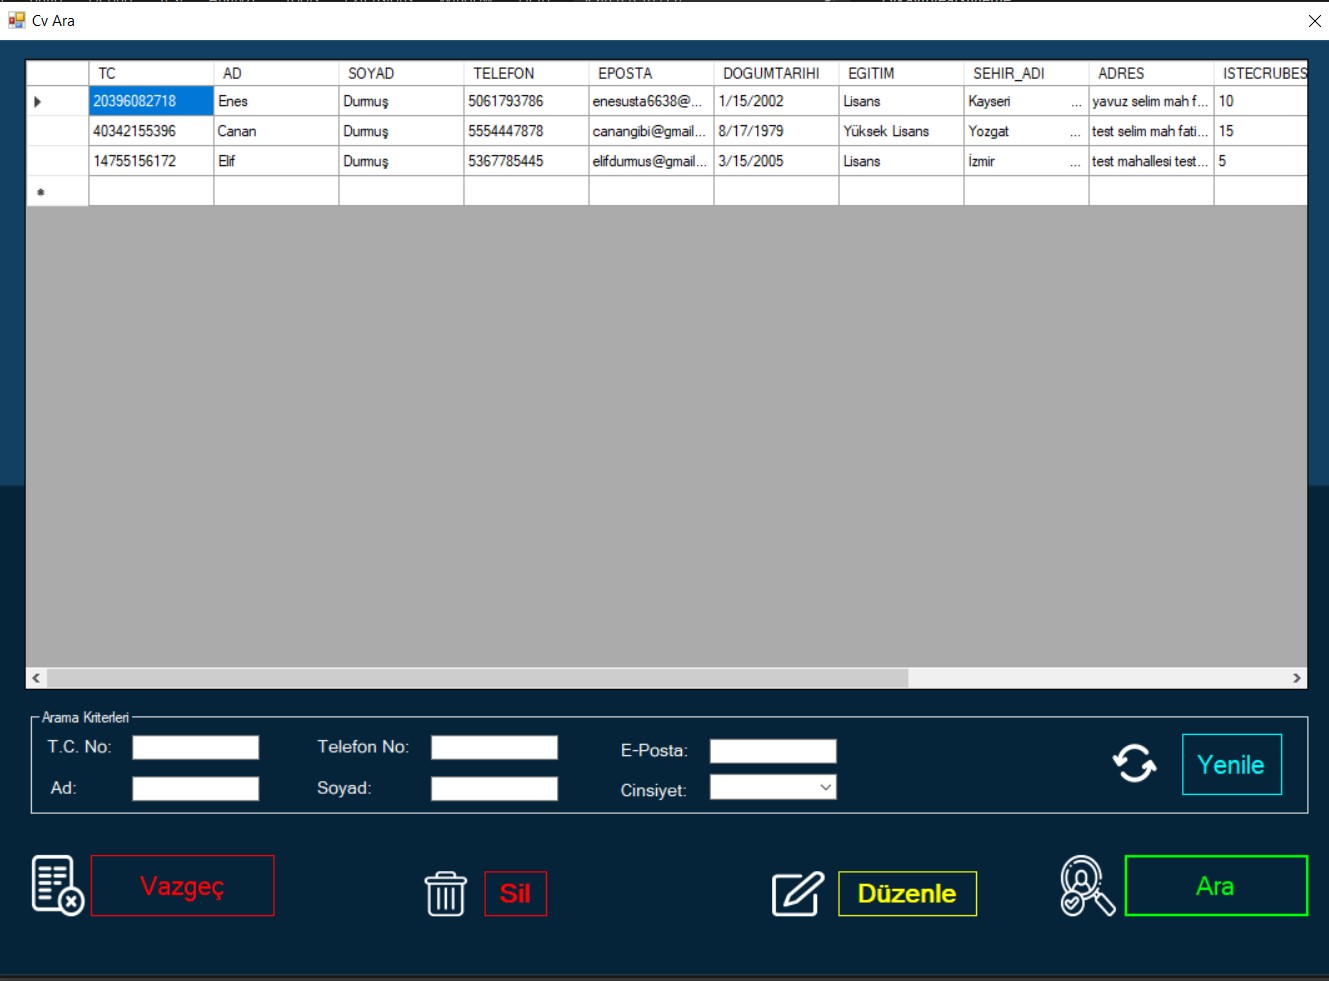 Cv Ara
TC AD SOYAD TELEFON EPOSTA DOGUMTARIHI EGITIM SEHIR_ADI ADRES ISTECRUBES
20396082718 Enes Durmuş 5061793786 enesusta6638@... 1/15/2002 Lisans Kayseri ... yavuz selim mah f... 10
40342155396 Canan Durmuş 5554447878 canangibi@gmail... 8/17/1979 Yüksek Lisans Yozgat ... test selim mah fati... 15
14755156172 Elif Durmuş 5367785445 elifdurmus@gmail... 3/15/2005 Lisans İzmir ... test mahallesi test... 5
Arama Kriterleri
T.C. No: Telefon No: E-Posta:
Ad: Soyad: Cinsiyet:
Yenile
Vazgeç Sil Düzenle Ara